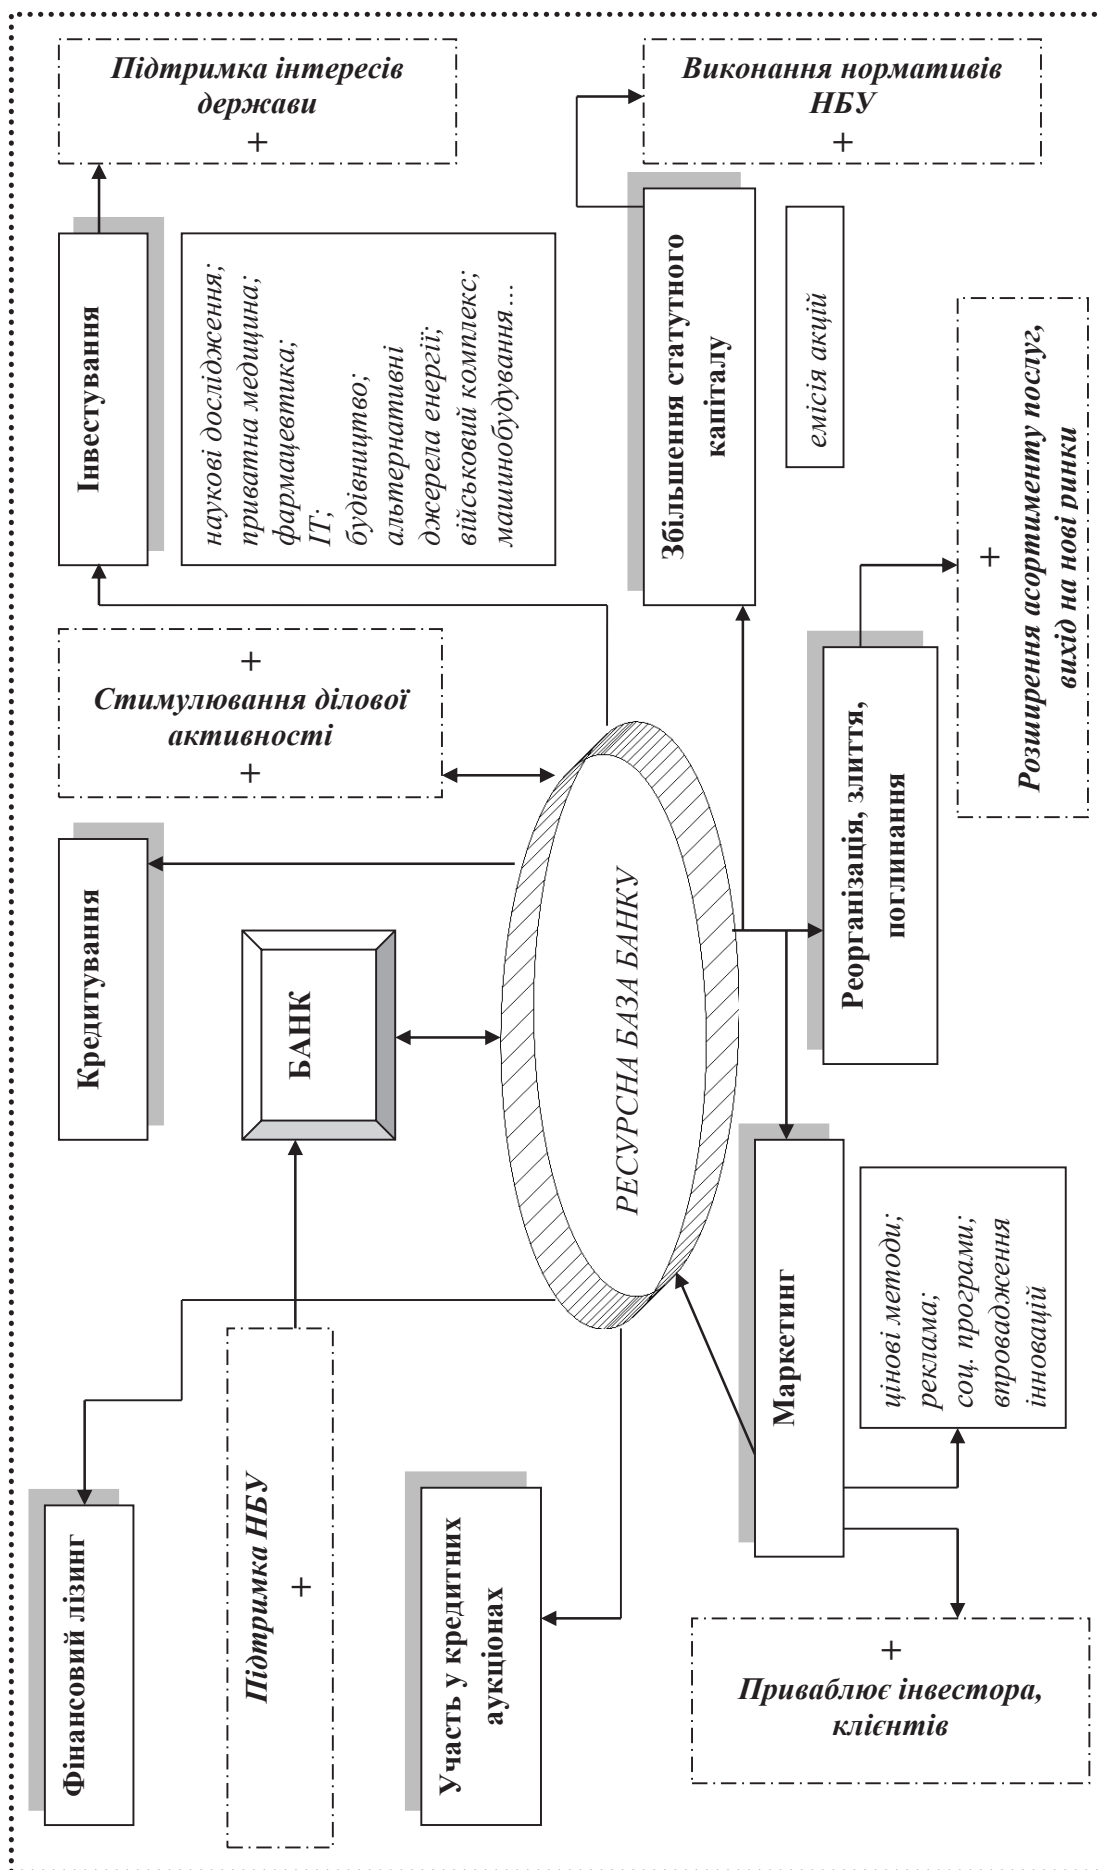 Підтримка інтересів
держави
+
Виконання нормативів
НБУ
+
Інвестування
наукові дослідження;
приватна медицина;
фармацевтика;
ІТ;
будівництво;
альтернативні
джерела енергії;
військовий комплекс;
машинобудування…
Збільшення статутного
капіталу
емісія акцій
+
Розширення асортименту послуг,
вихід на нові ринки
+
Стимулювання ділової
активності
+
Кредитування
БАНК
РЕСУРСНА БАЗА БАНКУ
Реорганізація, злиття,
поглинання
Маркетинг
цінові методи;
реклама;
соц. програми;
впровадження
інновацій
Фінансовий лізинг
Підтримка НБУ
+
Участь у кредитних
аукціонах
+
Приваблює інвестора,
клієнтів